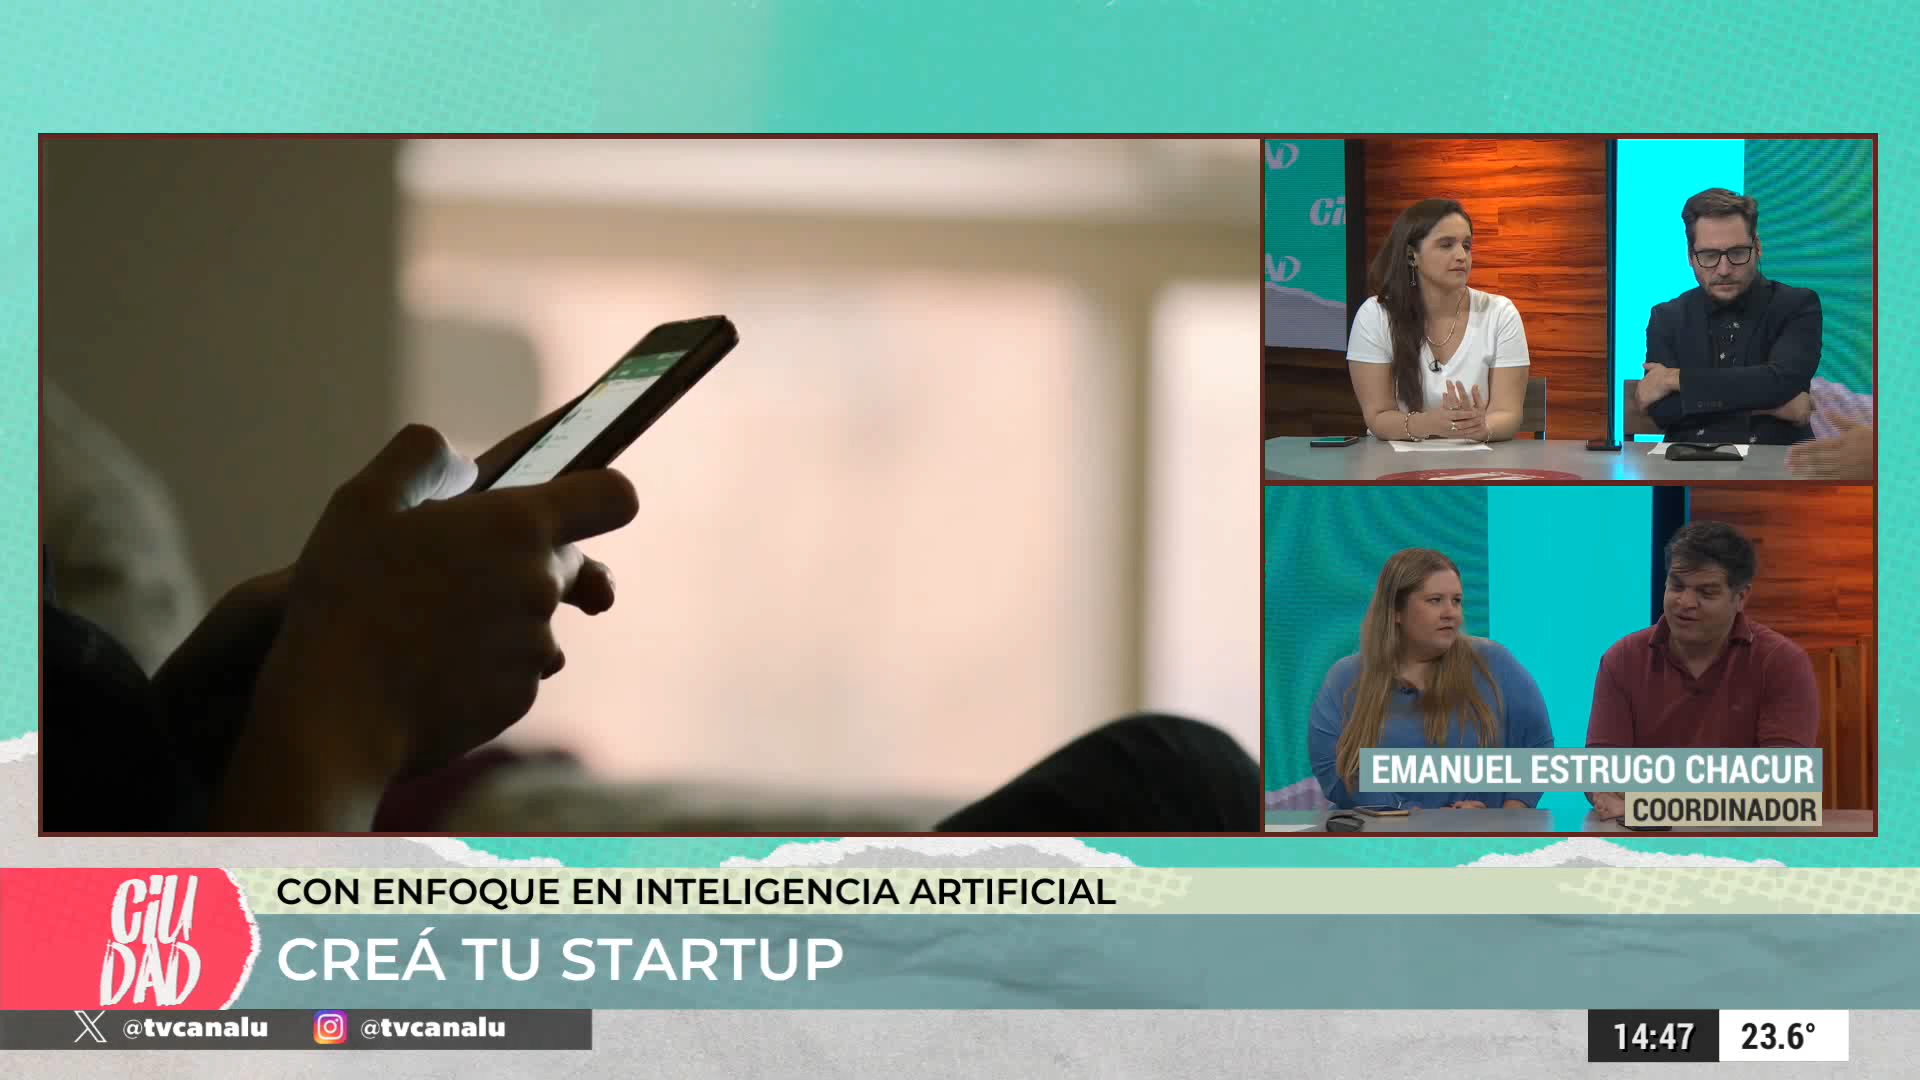 EMANUEL ESTRUGO CHACUR
COORDINADOR
CON ENFOQUE EN INTELIGENCIA ARTIFICIAL
CREÁ TU STARTUP
CiU
DAD
@tvcanalu
@tvcanalu
14:47
23.6°